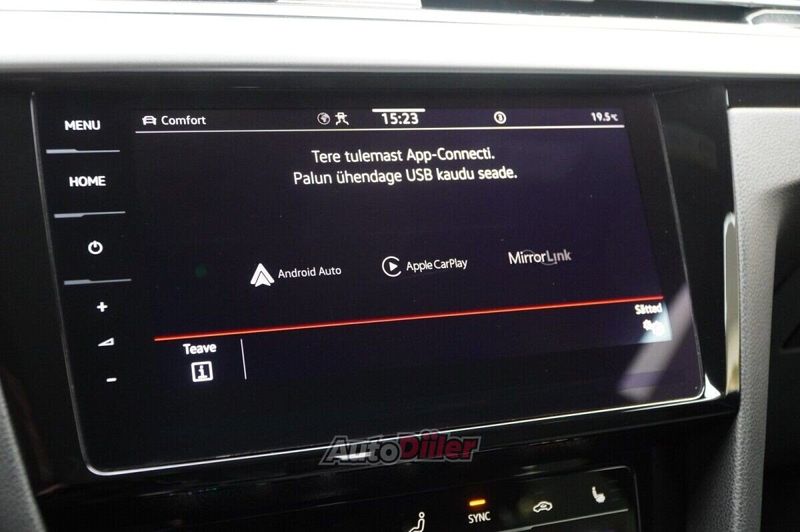 MENU
HOME
Comfort
15:23
19.5°C
Tere tulemast App-Connecti.
Palun ühendage USB kaudu seade.
Android Auto
Apple CarPlay
MirrorLink
Sätted
Teave
i
+
-
AutoDiller
SYNC